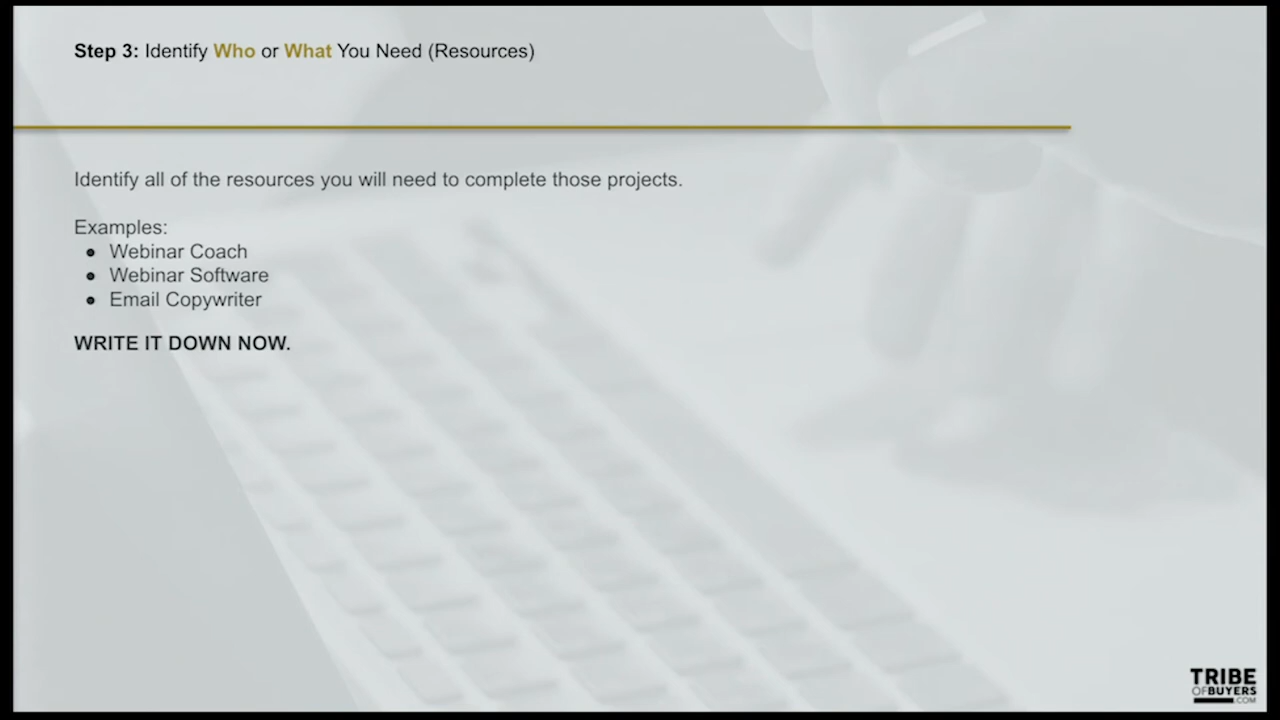 Step 3: Identify Who or What You Need (Resources)
Identify all of the resources you will need to complete those projects.
Examples:
● Webinar Coach
● Webinar Software
● Email Copywriter
WRITE IT DOWN NOW.
TRIBE
OF BUYERS
.COM